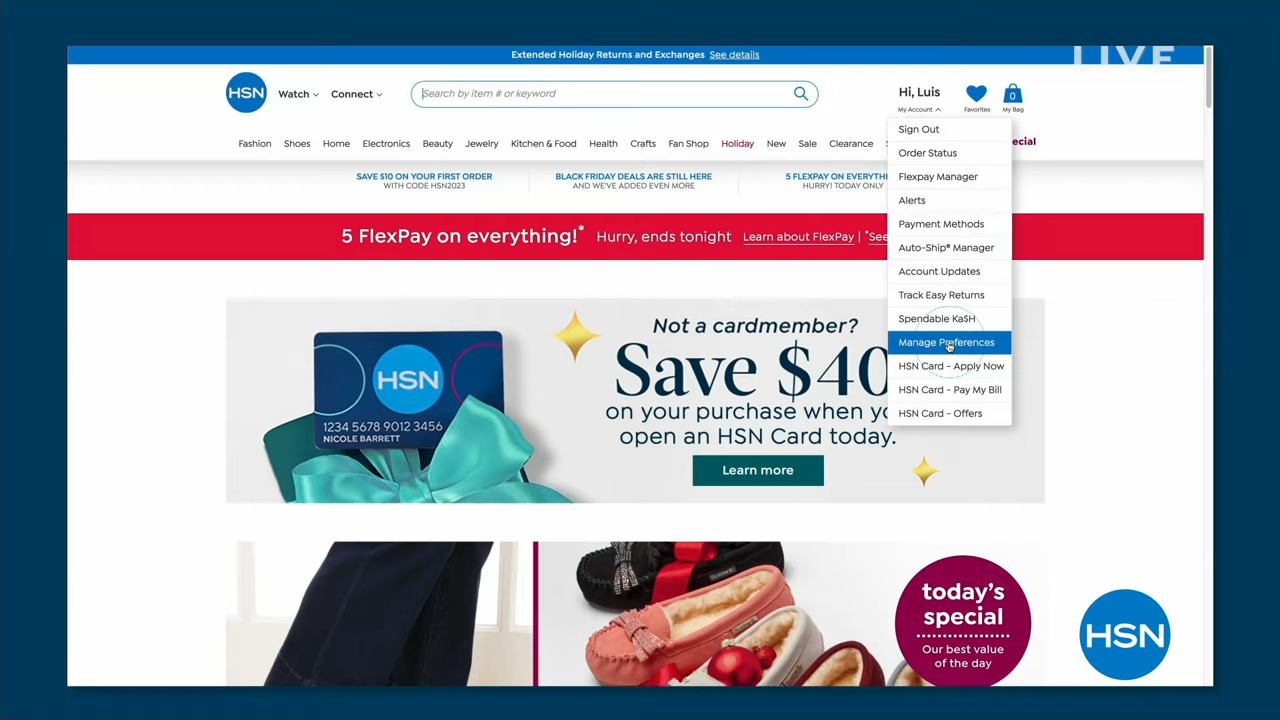 LIVE
Extended Holiday Returns and Exchanges See details
HSN
Watch
Connect
Search by item # or keyword
Hi, Luis
My Account
Favorites
0
My Bag
Fashion Shoes Home Electronics Beauty Jewelry Kitchen & Food Health Crafts Fan Shop Holiday New Sale Clearance
ecial
Sign Out
Order Status
Flexpay Manager
Alerts
Payment Methods
Auto-Ship® Manager
Account Updates
Track Easy Returns
Spendable Ka$H
Manage Preferences
HSN Card - Apply Now
HSN Card - Pay My Bill
HSN Card - Offers
SAVE $10 ON YOUR FIRST ORDER
WITH CODE HSN2023
BLACK FRIDAY DEALS ARE STILL HERE
AND WE'VE ADDED EVEN MORE
5 FLEXPAY ON EVERYTHI
HURRY! TODAY ONLY
5 FlexPay on everything!* Hurry, ends tonight Learn about FlexPay | *See
Not a cardmember?
Save $40
on your purchase when yo
open an HSN Card today.
Learn more
HSN
1234 5678 9012 3456
NICOLE BARRETT
today's
special
Our best value
of the day
HSN